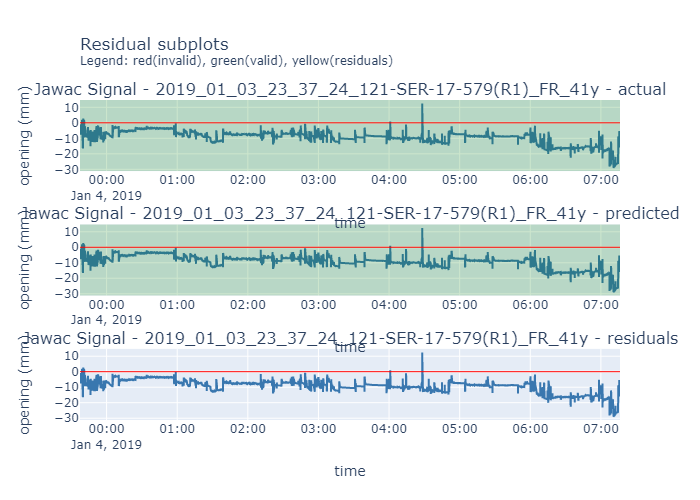 Residual subplots
Legend: red(invalid), green(valid), yellow(residuals)
Jawac Signal - 2019_01_03_23_37_24_121-SER-17-579(R1)_FR_41y - actual
opening (mm)
10
0
−10
−20
−30
00:00 01:00 02:00 03:00 04:00 05:00 06:00 07:00
Jan 4, 2019
time
Jawac Signal - 2019_01_03_23_37_24_121-SER-17-579(R1)_FR_41y - predicted
opening (mm)
10
0
−10
−20
−30
00:00 01:00 02:00 03:00 04:00 05:00 06:00 07:00
Jan 4, 2019
time
Jawac Signal - 2019_01_03_23_37_24_121-SER-17-579(R1)_FR_41y - residuals
opening (mm)
10
0
−10
−20
−30
00:00 01:00 02:00 03:00 04:00 05:00 06:00 07:00
Jan 4, 2019
time